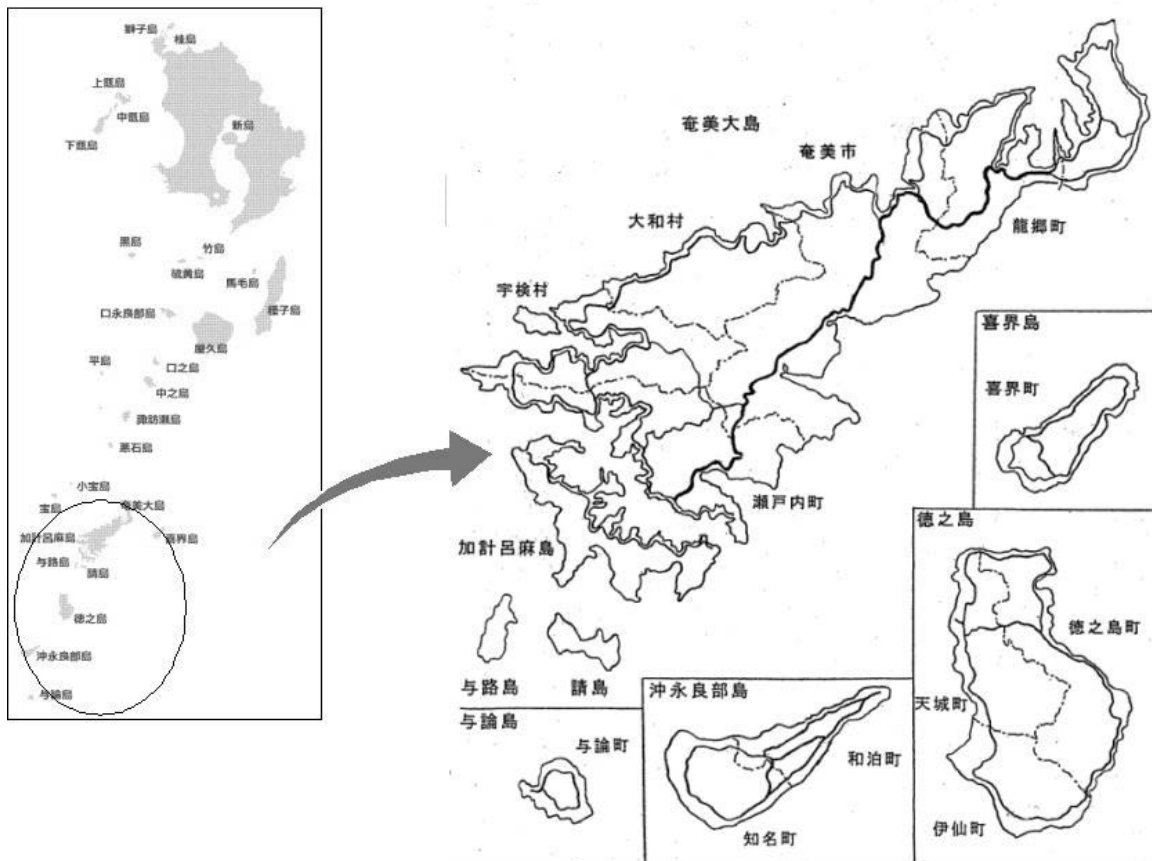 獅子島
桂島
上甑島
中甑島
下甑島
新島
黒島
竹島
硫黄島
馬毛島
種子島
口永良部島
屋久島
平島
口之島
中之島
諏訪瀬島
悪石島
小宝島
宝島
奄美大島
加計呂麻島
喜界島
与路島
請島
徳之島
沖永良部島
与論島
奄美大島
奄美市
大和村
龍郷町
宇検村
瀬戸内町
加計呂麻島
与路島
請島
喜界島
喜界町
徳之島
徳之島町
天城町
伊仙町
沖永良部島
和泊町
知名町
与論島
与論町